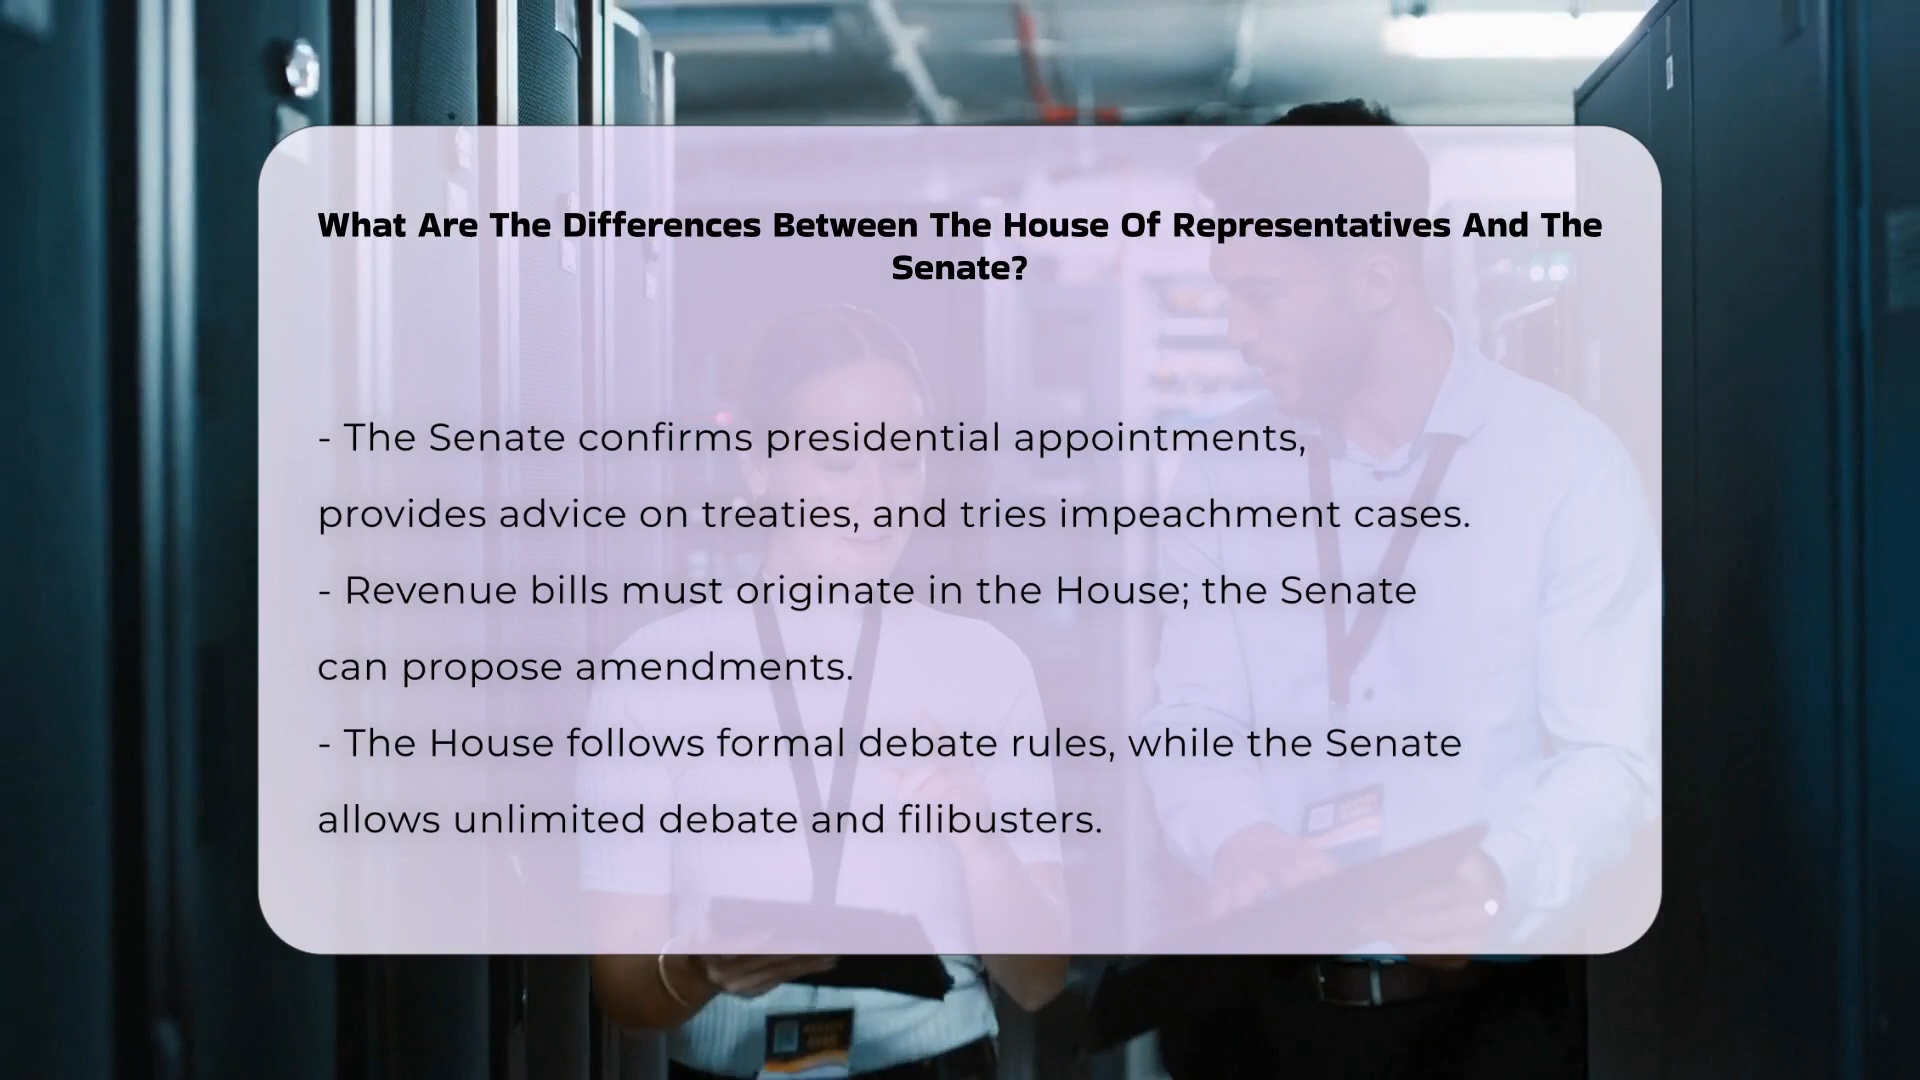 What Are The Differences Between The House Of Representatives And The
Senate?
- The Senate confirms presidential appointments,
provides advice on treaties, and tries impeachment cases.
- Revenue bills must originate in the House; the Senate
can propose amendments.
- The House follows formal debate rules, while the Senate
allows unlimited debate and filibusters.